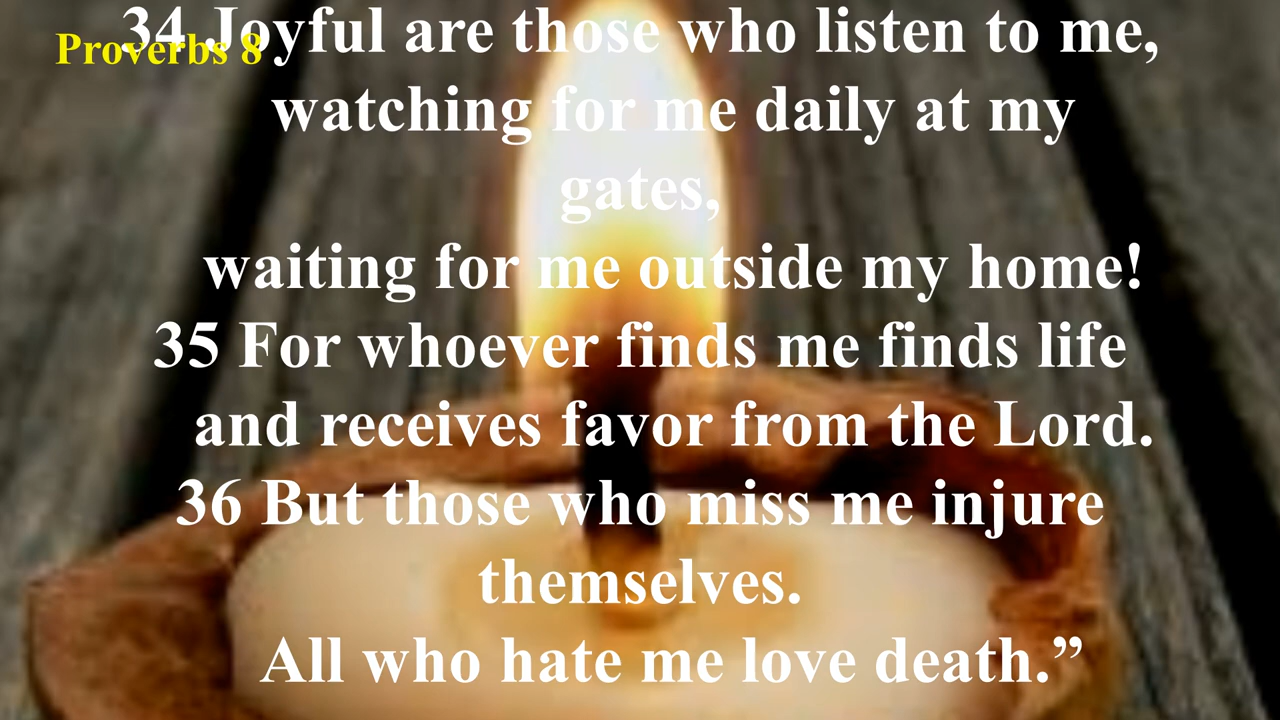 Proverbs 8
34 Joyful are those who listen to me,
watching for me daily at my
gates,
waiting for me outside my home!
35 For whoever finds me finds life
and receives favor from the Lord.
36 But those who miss me injure
themselves.
All who hate me love death.”